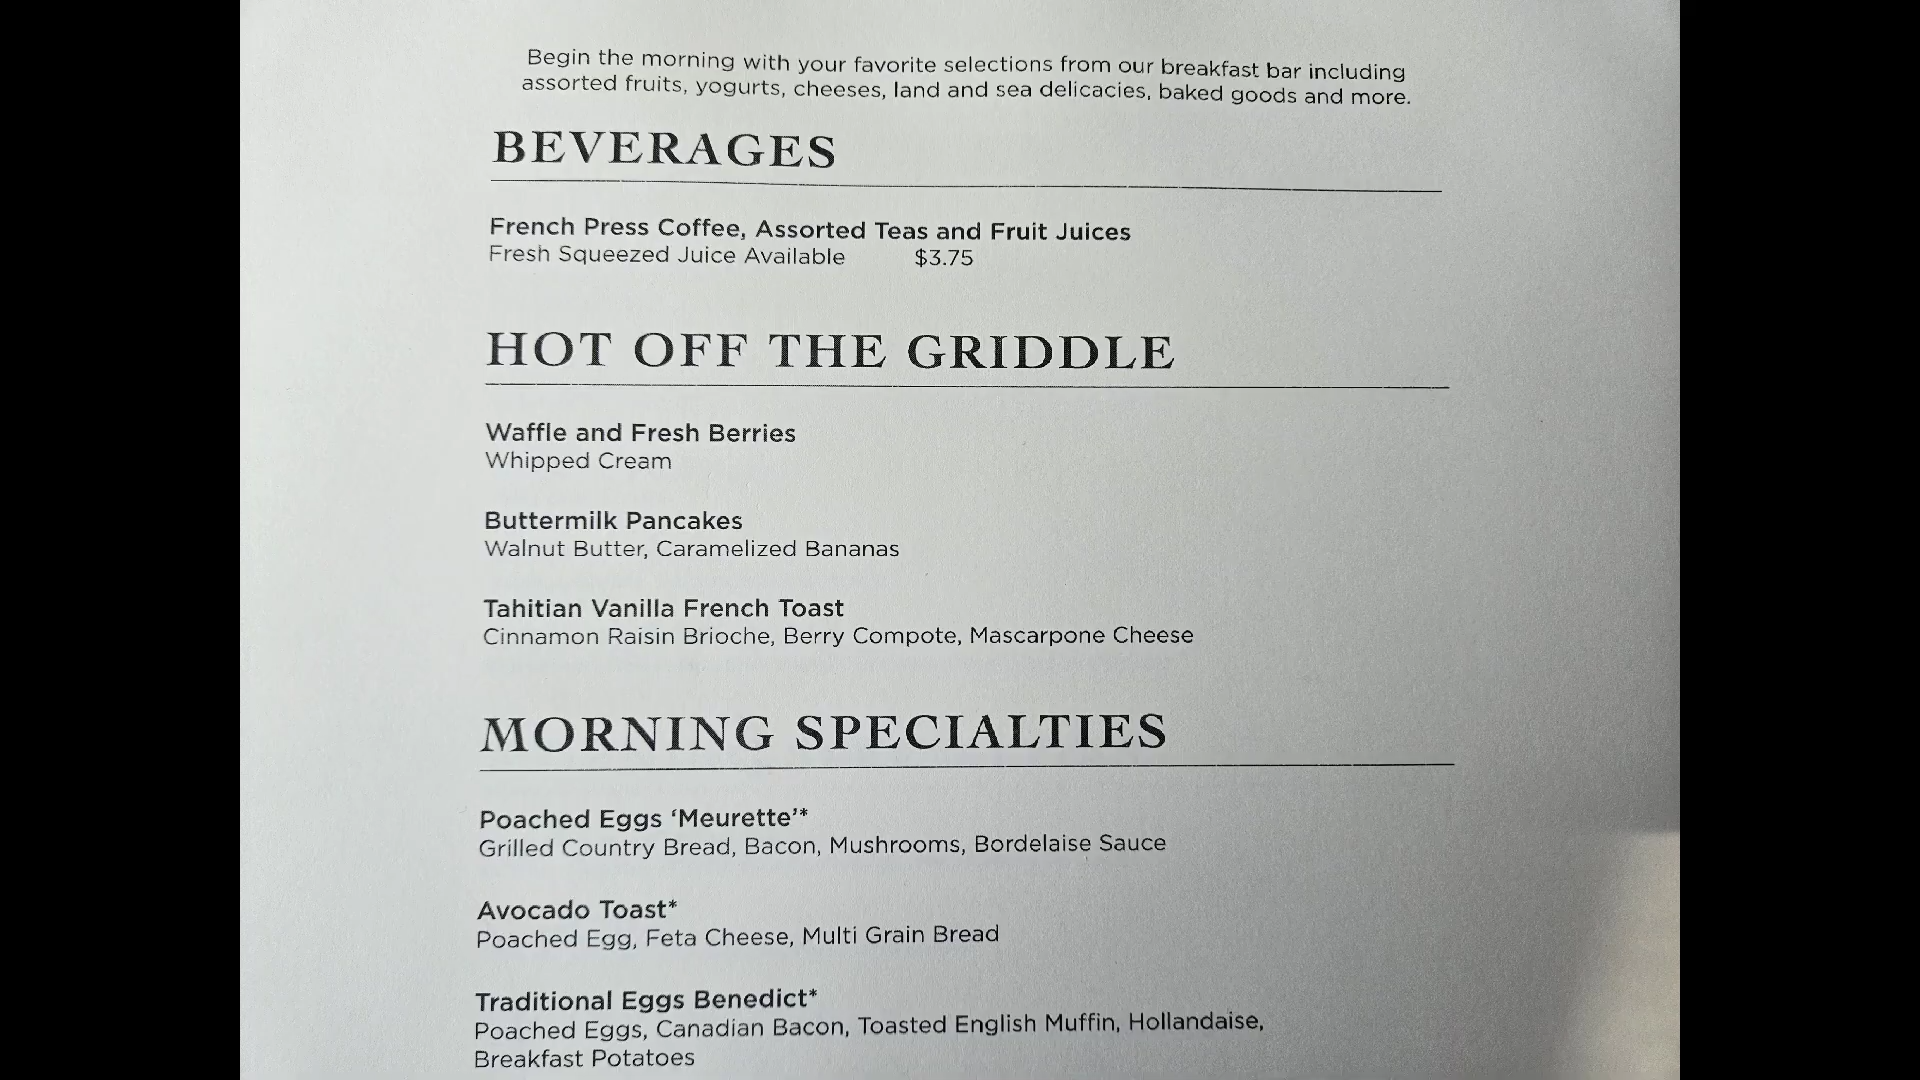 Begin the morning with your favorite selections from our breakfast bar including
assorted fruits, yogurts, cheeses, land and sea delicacies, baked goods and more.
BEVERAGES
French Press Coffee, Assorted Teas and Fruit Juices
Fresh Squeezed Juice Available $3.75
HOT OFF THE GRIDDLE
Waffle and Fresh Berries
Whipped Cream
Buttermilk Pancakes
Walnut Butter, Caramelized Bananas
Tahitian Vanilla French Toast
Cinnamon Raisin Brioche, Berry Compote, Mascarpone Cheese
MORNING SPECIALTIES
Poached Eggs ‘Meurette’*
Grilled Country Bread, Bacon, Mushrooms, Bordelaise Sauce
Avocado Toast*
Poached Egg, Feta Cheese, Multi Grain Bread
Traditional Eggs Benedict*
Poached Eggs, Canadian Bacon, Toasted English Muffin, Hollandaise,
Breakfast Potatoes